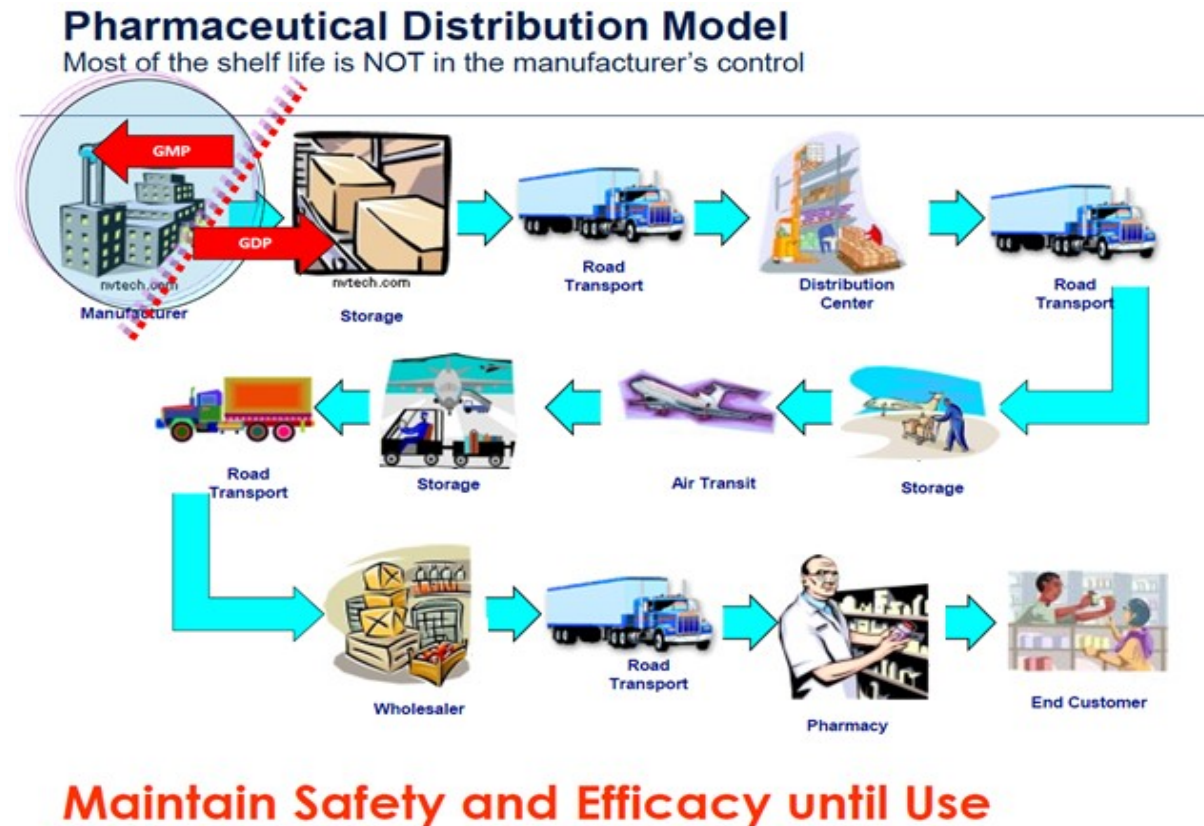 Pharmaceutical Distribution Model
Most of the shelf life is NOT in the manufacturer's control
GMP
GDP
nvtech.com
Manufacturer
nvtech.com
Storage
Road
Transport
Distribution
Center
Road
Transport
Road
Transport
Storage
Air Transit
Storage
Wholesaler
Road
Transport
Pharmacy
End Customer
Maintain Safety and Efficacy until Use